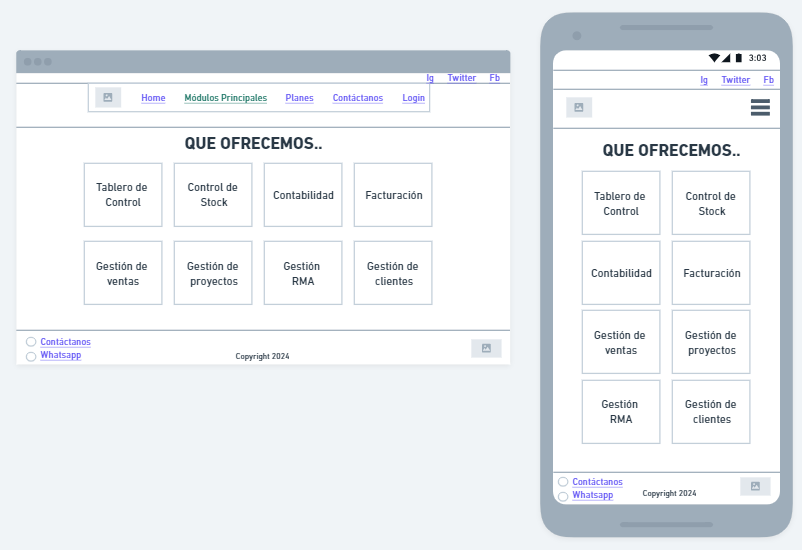 Ig Twitter Fb
Home Módulos Principales Planes Contáctanos Login
QUE OFRECEMOS..
Tablero de
Control
Control de
Stock
Contabilidad
Facturación
Gestión de
ventas
Gestión de
proyectos
Gestión
RMA
Gestión de
clientes
Contáctanos
Whatsapp
Copyright 2024
3:03
Ig Twitter Fb
QUE OFRECEMOS..
Tablero de
Control
Control de
Stock
Contabilidad
Facturación
Gestión de
ventas
Gestión de
proyectos
Gestión
RMA
Gestión de
clientes
Contáctanos
Whatsapp
Copyright 2024